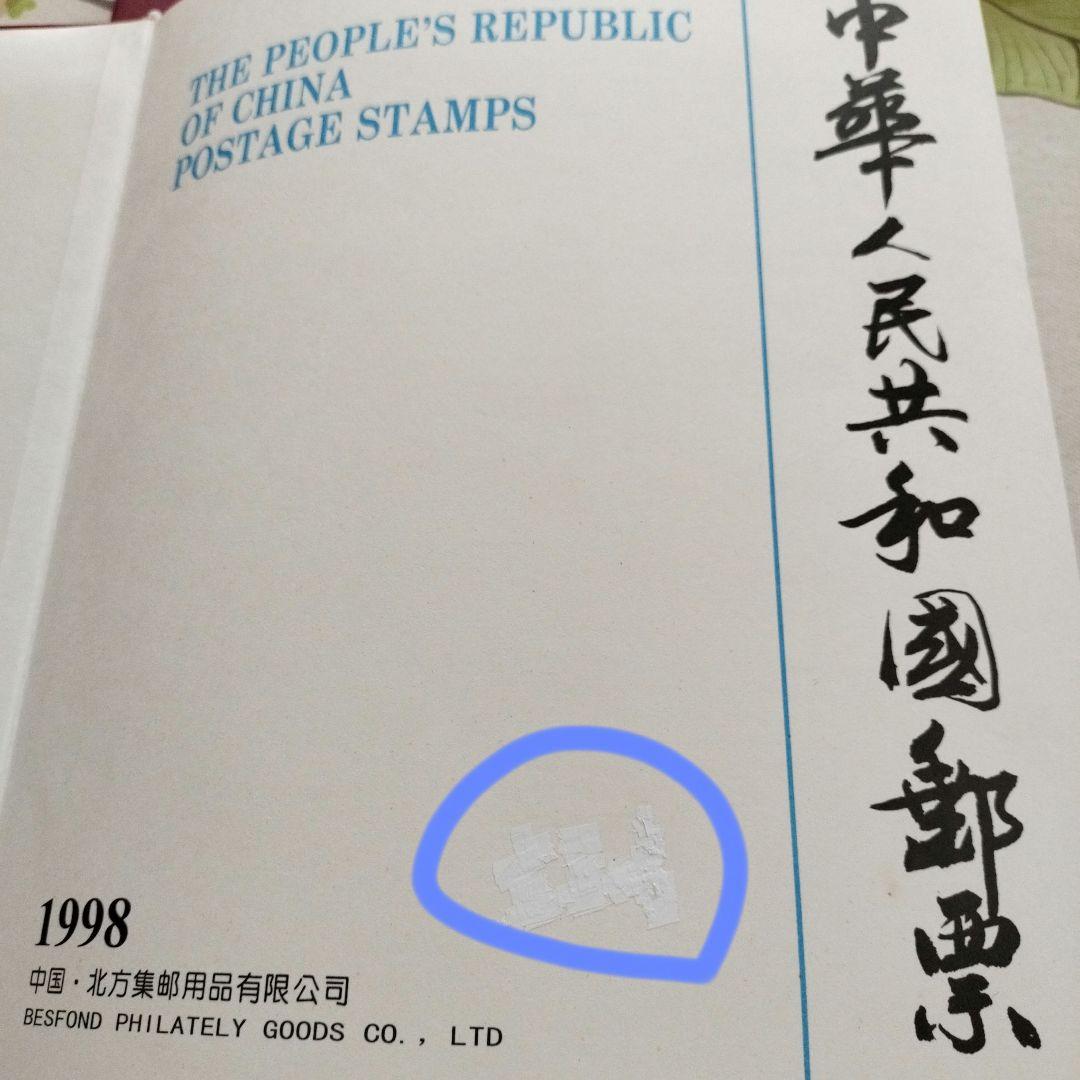 THE PEOPLE'S REPUBLIC
OF CHINA
POSTAGE STAMPS
中華人民共和國郵票
1998
中国·北方集邮用品有限公司
BESFOND PHILATELY GOODS CO., LTD